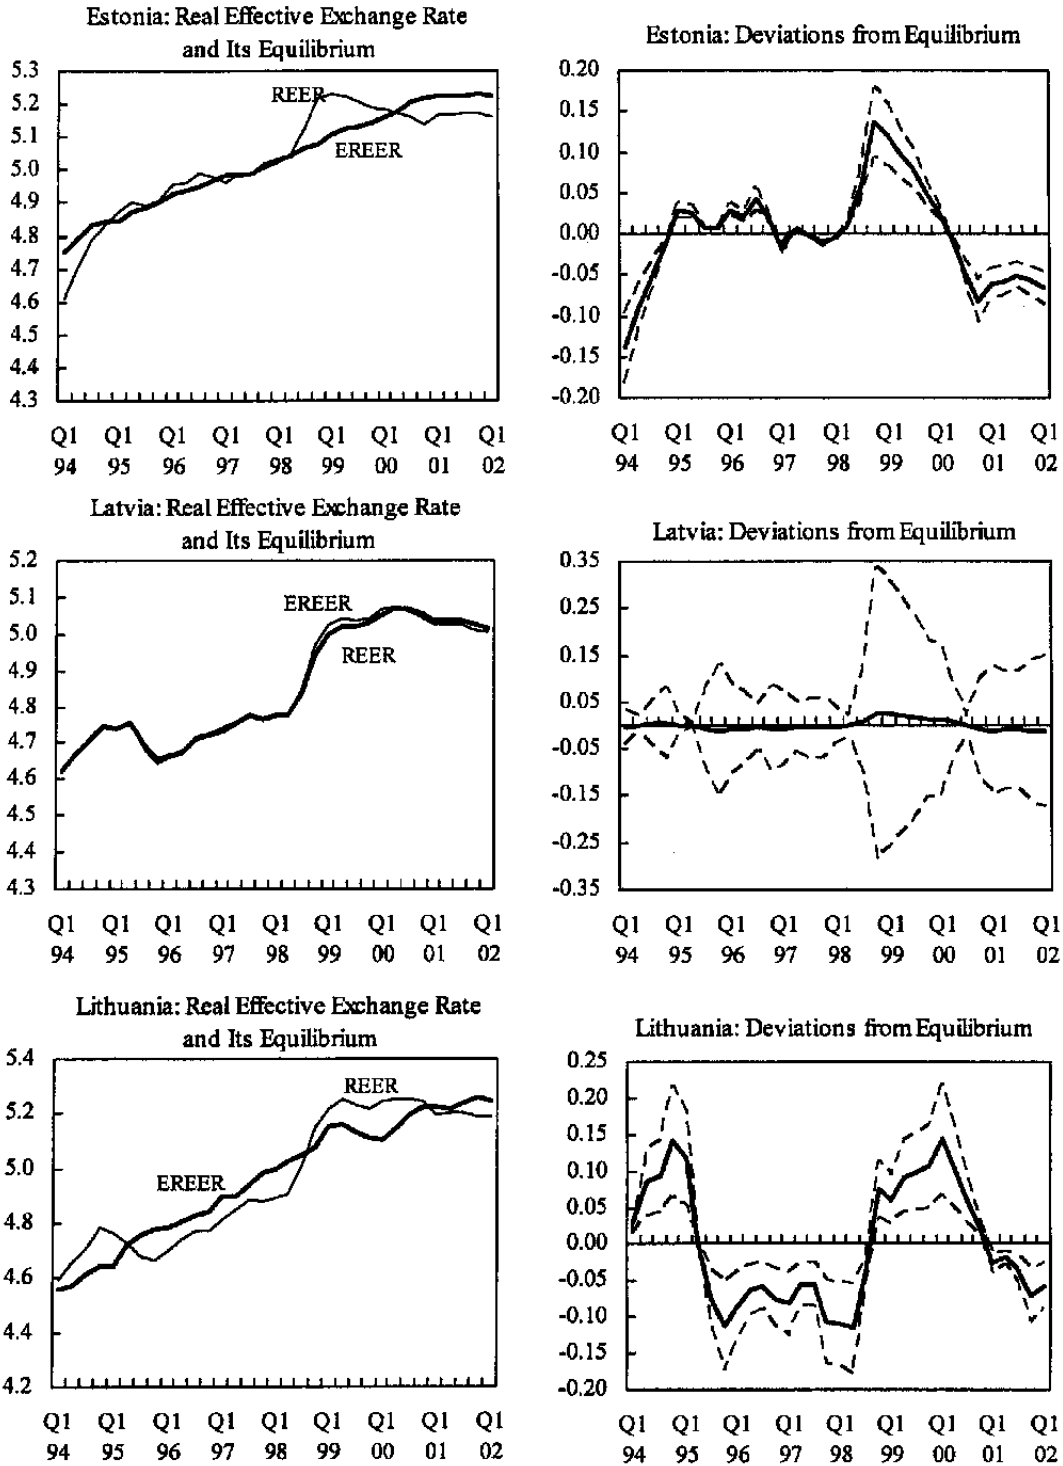 Estonia: Real Effective Exchange Rate
and Its Equilibrium
5.3
5.2
5.1
5.0
4.9
4.8
4.7
4.6
4.5
4.4
4.3
REER
EREER
Q1 Q1 Q1 Q1 Q1 Q1 Q1 Q1 Q1
94 95 96 97 98 99 00 01 02
Estonia: Deviations from Equilibrium
0.20
0.15
0.10
0.05
0.00
-0.05
-0.10
-0.15
-0.20
Q1 Q1 Q1 Q1 Q1 Q1 Q1 Q1 Q1
94 95 96 97 98 99 00 01 02
Latvia: Real Effective Exchange Rate
and Its Equilibrium
5.2
5.1
5.0
4.9
4.8
4.7
4.6
4.5
4.4
4.3
EREER
REER
Q1 Q1 Q1 Q1 Q1 Q1 Q1 Q1 Q1
94 95 96 97 98 99 00 01 02
Latvia: Deviations from Equilibrium
0.35
0.25
0.15
0.05
-0.05
-0.15
-0.25
-0.35
Q1 Q1 Q1 Q1 Q1 Q1 Q1 Q1 Q1
94 95 96 97 98 99 00 01 02
Lithuania: Real Effective Exchange Rate
and Its Equilibrium
5.4
5.2
5.0
4.8
4.6
4.4
4.2
REER
EREER
Q1 Q1 Q1 Q1 Q1 Q1 Q1 Q1 Q1
94 95 96 97 98 99 00 01 02
Lithuania: Deviations from Equilibrium
0.25
0.20
0.15
0.10
0.05
0.00
-0.05
-0.10
-0.15
-0.20
Q1 Q1 Q1 Q1 Q1 Q1 Q1 Q1 Q1
94 95 96 97 98 99 00 01 02